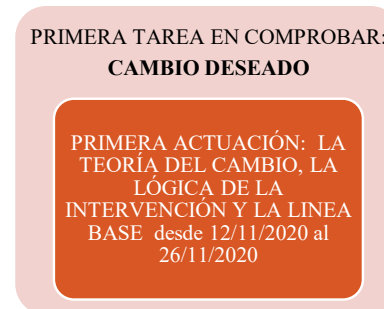 PRIMERA TAREA EN COMPROBAR:
CAMBIO DESEADO
PRIMERA ACTUACIÓN: LA
TEORÍA DEL CAMBIO, LA
LÓGICA DE LA
INTERVENCIÓN Y LA LINEA
BASE desde 12/11/2020 al
26/11/2020